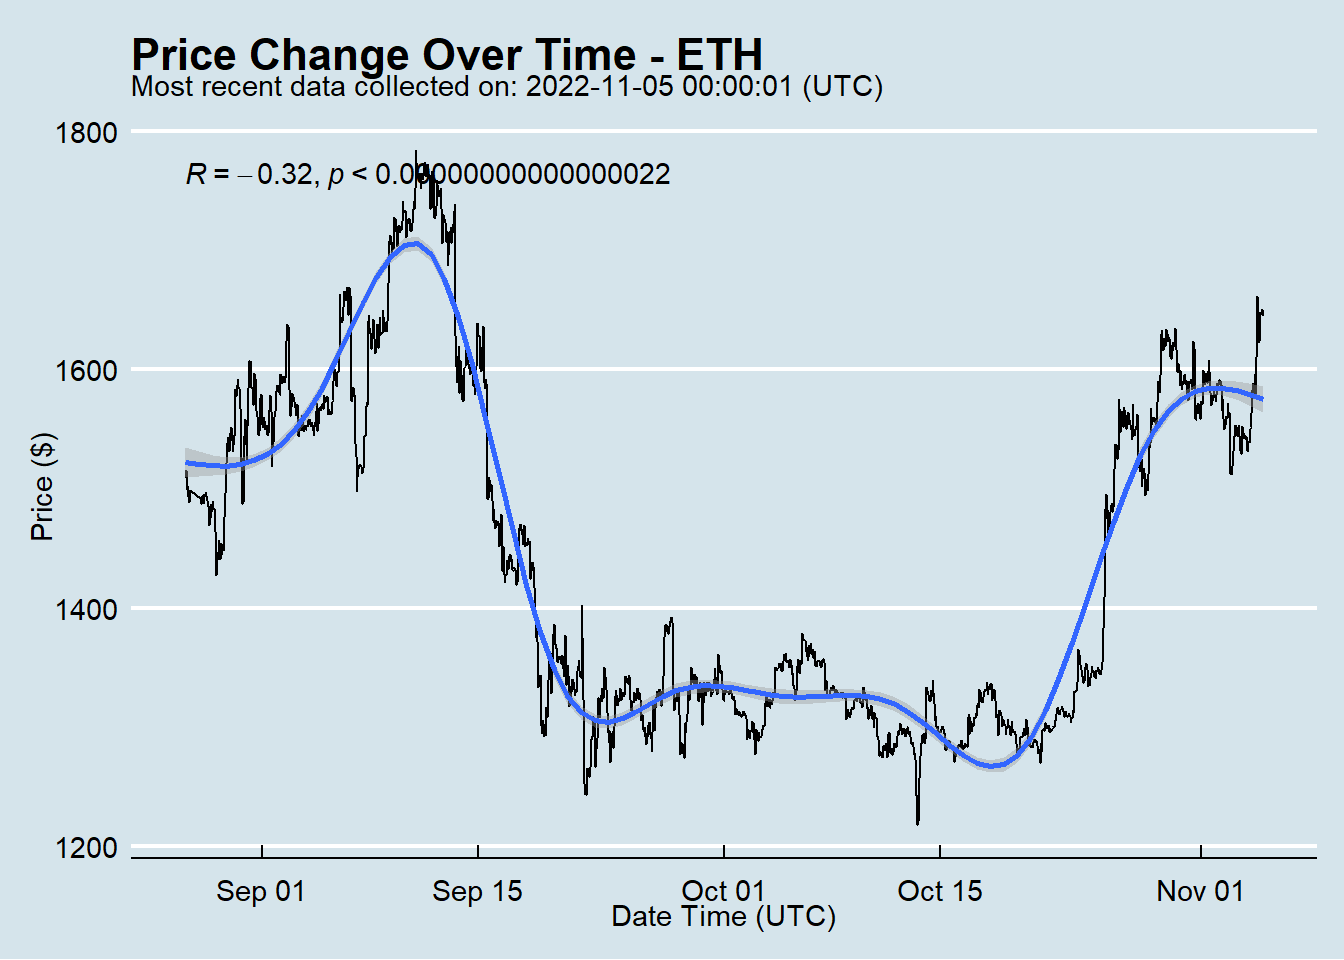 Price Change Over Time - ETH
Most recent data collected on: 2022-11-05 00:00:01 (UTC)
1800
R = −0.32, p < 0.00000000000000022
1600
Price ($)
1400
1200
Sep 01 Sep 15 Oct 01 Oct 15 Nov 01
Date Time (UTC)